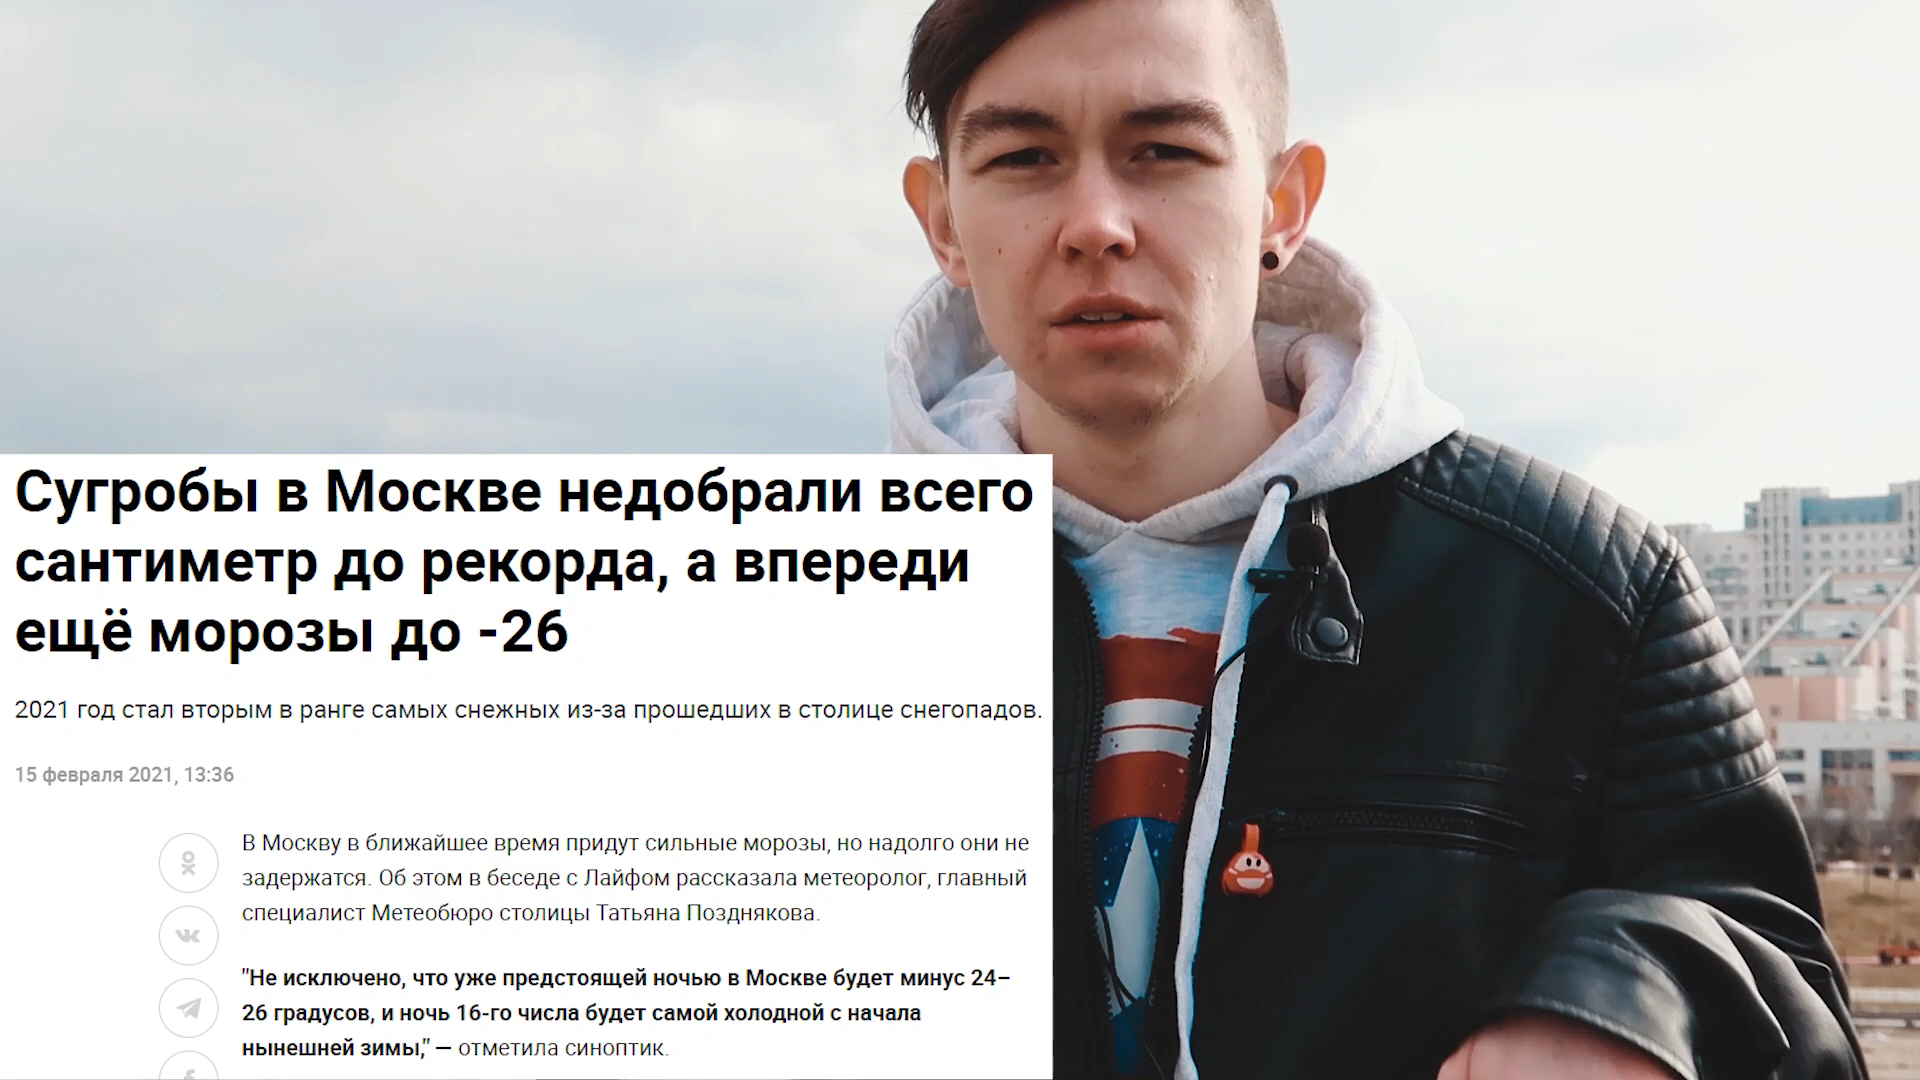 Сугробы в Москве недобрали всего
сантиметр до рекорда, а впереди
ещё морозы до -26
2021 год стал вторым в ранге самых снежных из-за прошедших в столице снегопадов.
15 февраля 2021, 13:36
В Москву в ближайшее время придут сильные морозы, но надолго они не
задержатся. Об этом в беседе с Лайфом рассказала метеоролог, главный
специалист Метеобюро столицы Татьяна Позднякова.
"Не исключено, что уже предстоящей ночью в Москве будет минус 24–
26 градусов, и ночь 16-го числа будет самой холодной с начала
нынешней зимы," — отметила синоптик.